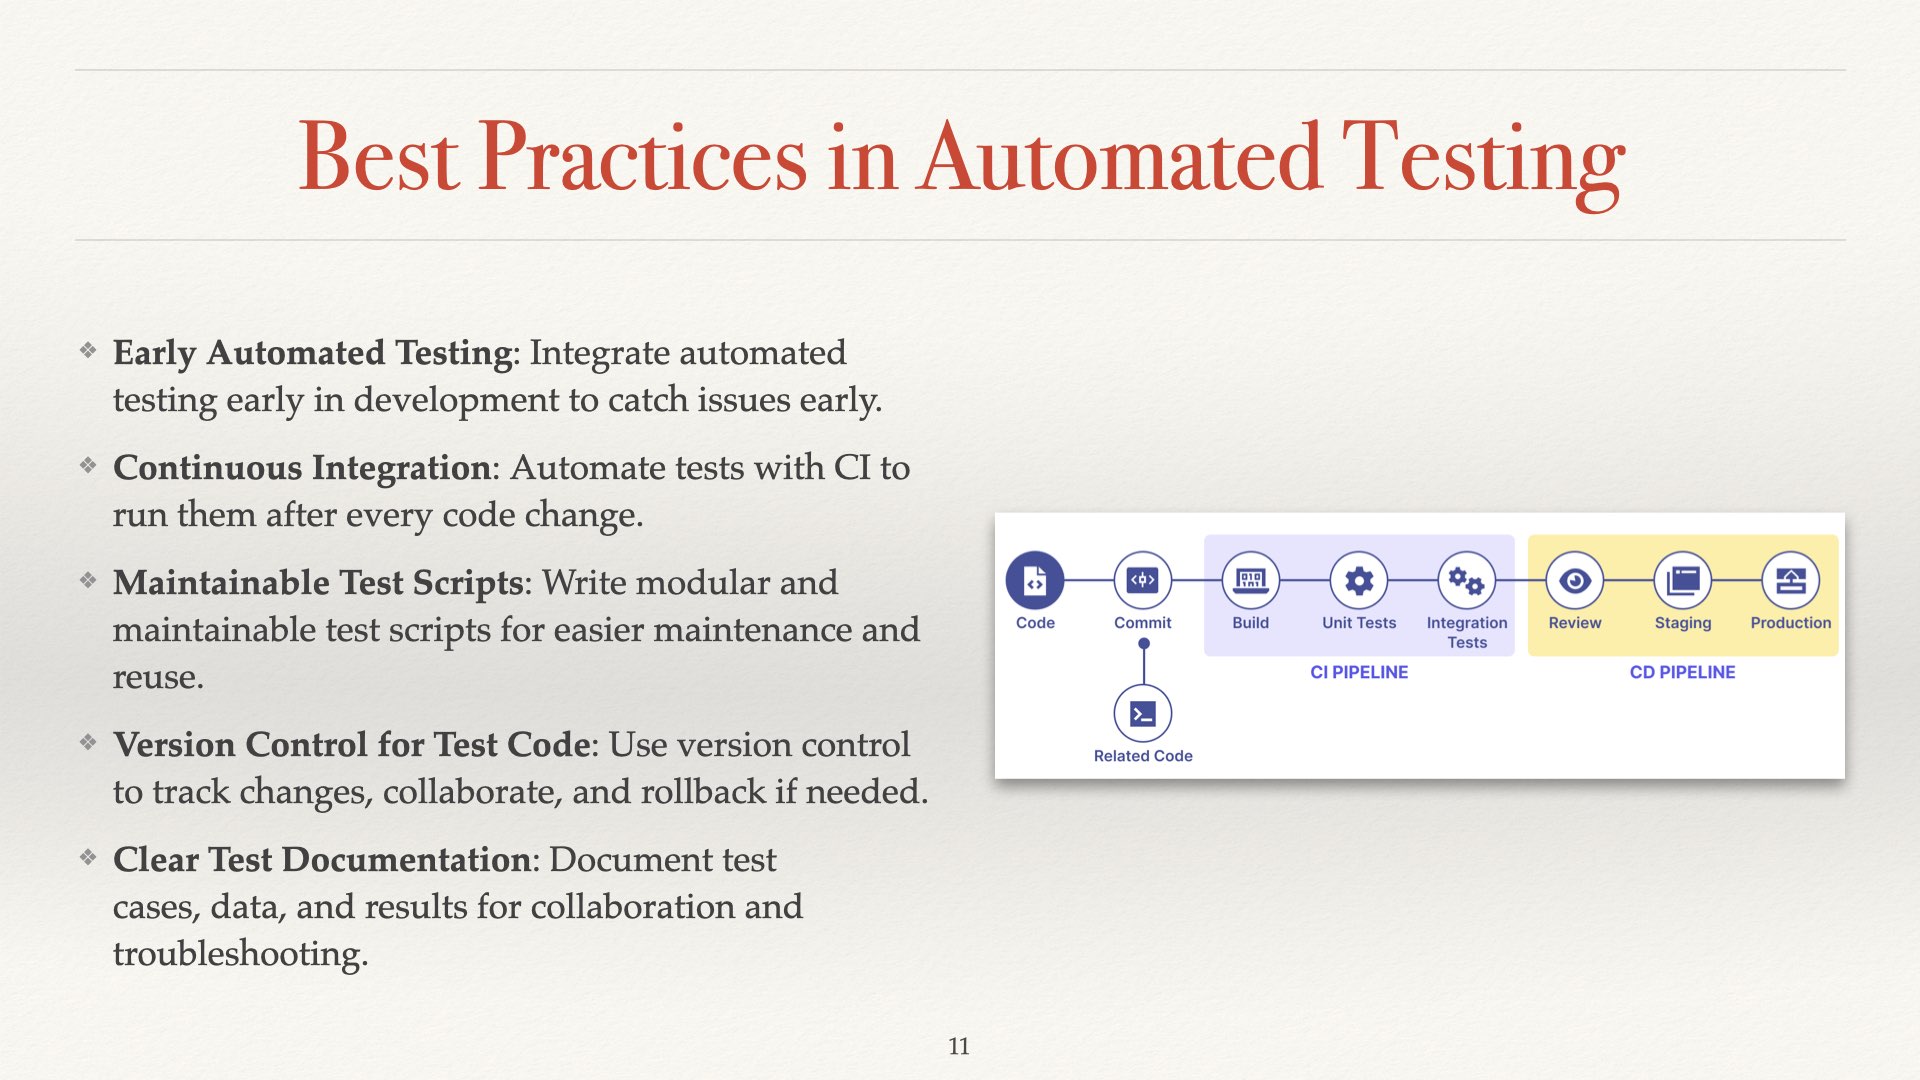 Best Practices in Automated Testing
❖ Early Automated Testing: Integrate automated
testing early in development to catch issues early.
❖ Continuous Integration: Automate tests with CI to
run them after every code change.
❖ Maintainable Test Scripts: Write modular and
maintainable test scripts for easier maintenance and
reuse.
❖ Version Control for Test Code: Use version control
to track changes, collaborate, and rollback if needed.
❖ Clear Test Documentation: Document test
cases, data, and results for collaboration and
troubleshooting.
Code
Commit
Build
Unit Tests
Integration
Tests
Review
Staging
Production
CI PIPELINE
CD PIPELINE
Related Code
11